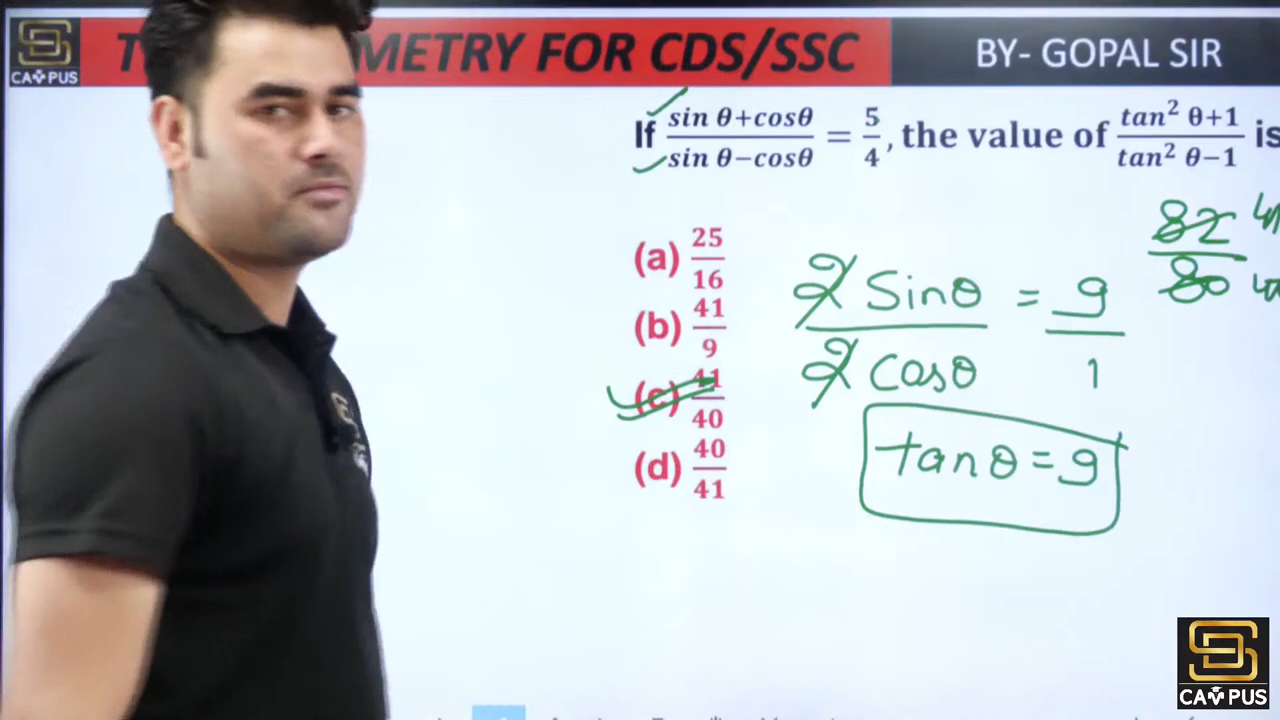 CAMPUS
METRY FOR CDS/SSC
BY- GOPAL SIR
If (sin θ+cosθ)/(sin θ−cosθ) = 5/4, the value of (tan² θ+1)/(tan² θ−1) is
82/80
(a) 25/16
(b) 41/9
(c) 41/40
(d) 40/41
2 Sinθ / 2 cosθ = 9/1
tanθ = 9
CAMPUS